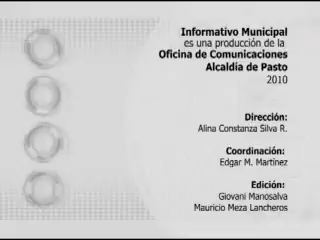 Informativo Municipal
es una producción de la
Oficina de Comunicaciones
Alcaldía de Pasto
2010
Dirección:
Alina Constanza Silva R.
Coordinación:
Edgar M. Martínez
Edición:
Giovani Manosalva
Mauricio Meza Lancheros